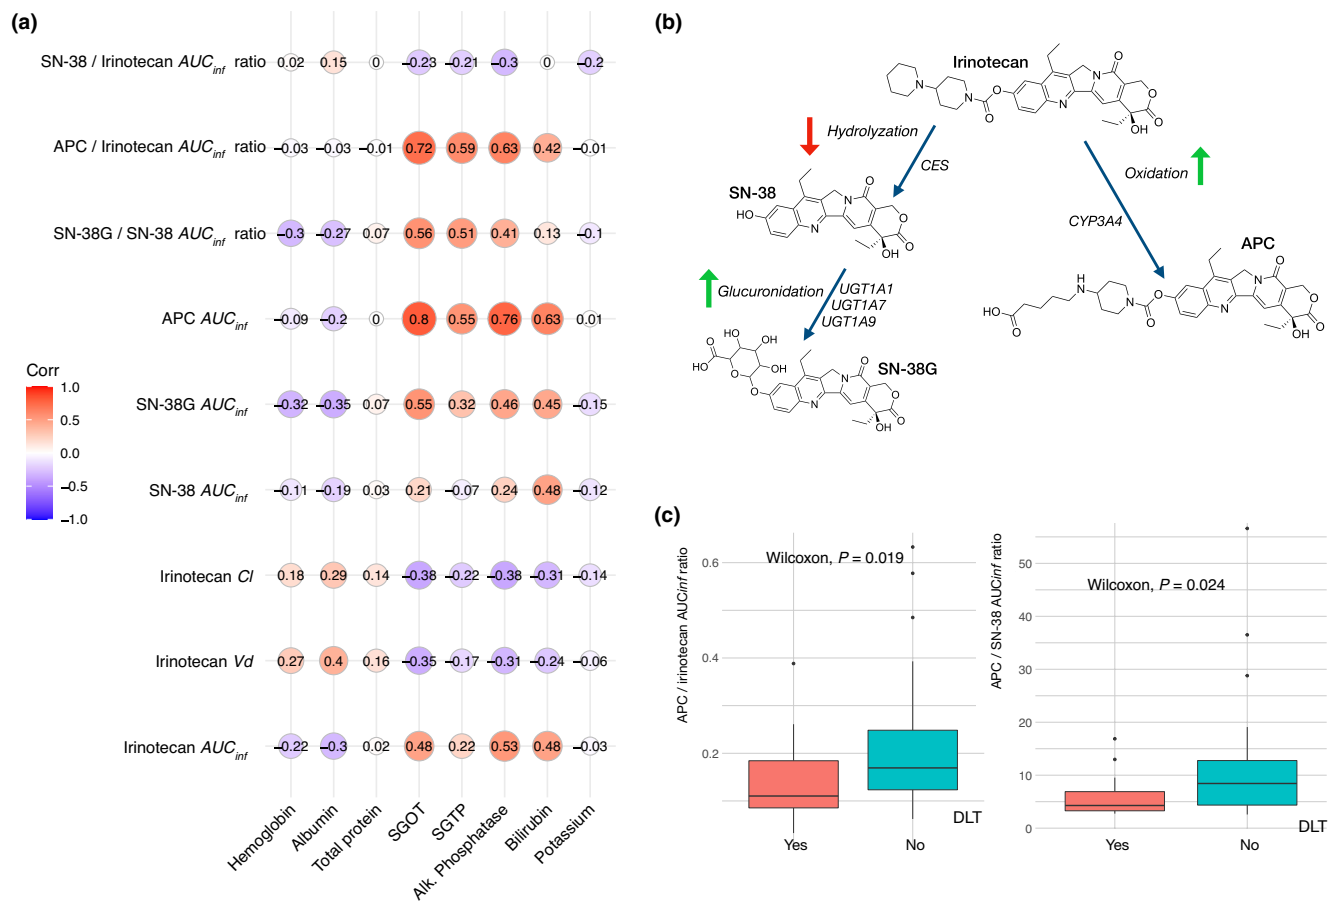 (a)
SN-38 / Irinotecan AUCinf ratio 0.02 0.15 0 −0.23 −0.21 −0.3 0 −0.2
APC / Irinotecan AUCinf ratio −0.03 −0.03 −0.01 0.72 0.59 0.63 0.42 −0.01
SN-38G / SN-38 AUCinf ratio −0.3 −0.27 0.07 0.56 0.51 0.41 0.13 −0.1
APC AUCinf −0.09 −0.2 0 0.8 0.55 0.76 0.63 0.01
SN-38G AUCinf −0.32 −0.35 0.07 0.55 0.32 0.46 0.45 −0.15
SN-38 AUCinf −0.11 −0.19 0.03 0.21 −0.07 0.24 0.48 −0.12
Irinotecan Cl 0.18 0.29 0.14 −0.38 −0.22 −0.38 −0.31 −0.14
Irinotecan Vd 0.27 0.4 0.16 −0.35 −0.17 −0.31 −0.24 −0.06
Irinotecan AUCinf −0.22 −0.3 0.02 0.48 0.22 0.53 0.48 −0.03
Hemoglobin Albumin Total protein SGOT SGTP Alk. Phosphatase Bilirubin Potassium
Corr
1.0
0.5
0.0
−0.5
−1.0
(b)
Irinotecan
N
N
O
O
N
N
O
O
O
OH
Hydrolyzation
CES
Oxidation
CYP3A4
SN-38
HO
N
N
O
O
O
OH
APC
HO
O
H
N
N
O
O
N
N
O
O
O
OH
Glucuronidation
UGT1A1
UGT1A7
UGT1A9
SN-38G
HO
OH
O
HO
OH
O
O
N
N
O
O
O
OH
(c)
APC / irinotecan AUCinf ratio
0.6
0.4
0.2
Wilcoxon, P = 0.019
DLT
Yes No
APC / SN-38 AUCinf ratio
50
40
30
20
10
0
Wilcoxon, P = 0.024
DLT
Yes No